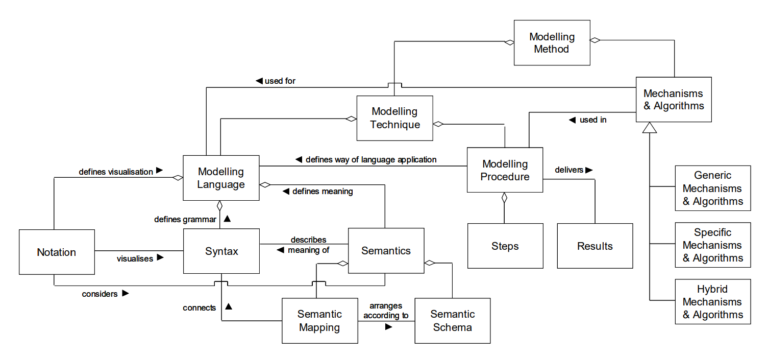 Modelling
Method
◄ used for
Mechanisms
& Algorithms
Modelling
Technique
◄ used in
defines visualisation ►
Modelling
Language
◄ defines way of language application
Modelling
Procedure
delivers ►
Generic
Mechanisms
& Algorithms
◄ defines meaning
defines grammar ▲
Notation
visualises ►
Syntax
describes
◄ meaning of
Semantics
Steps
Results
Specific
Mechanisms
& Algorithms
considers ►
connects ▲
Semantic
Mapping
arranges
according to ►
Semantic
Schema
Hybrid
Mechanisms
& Algorithms